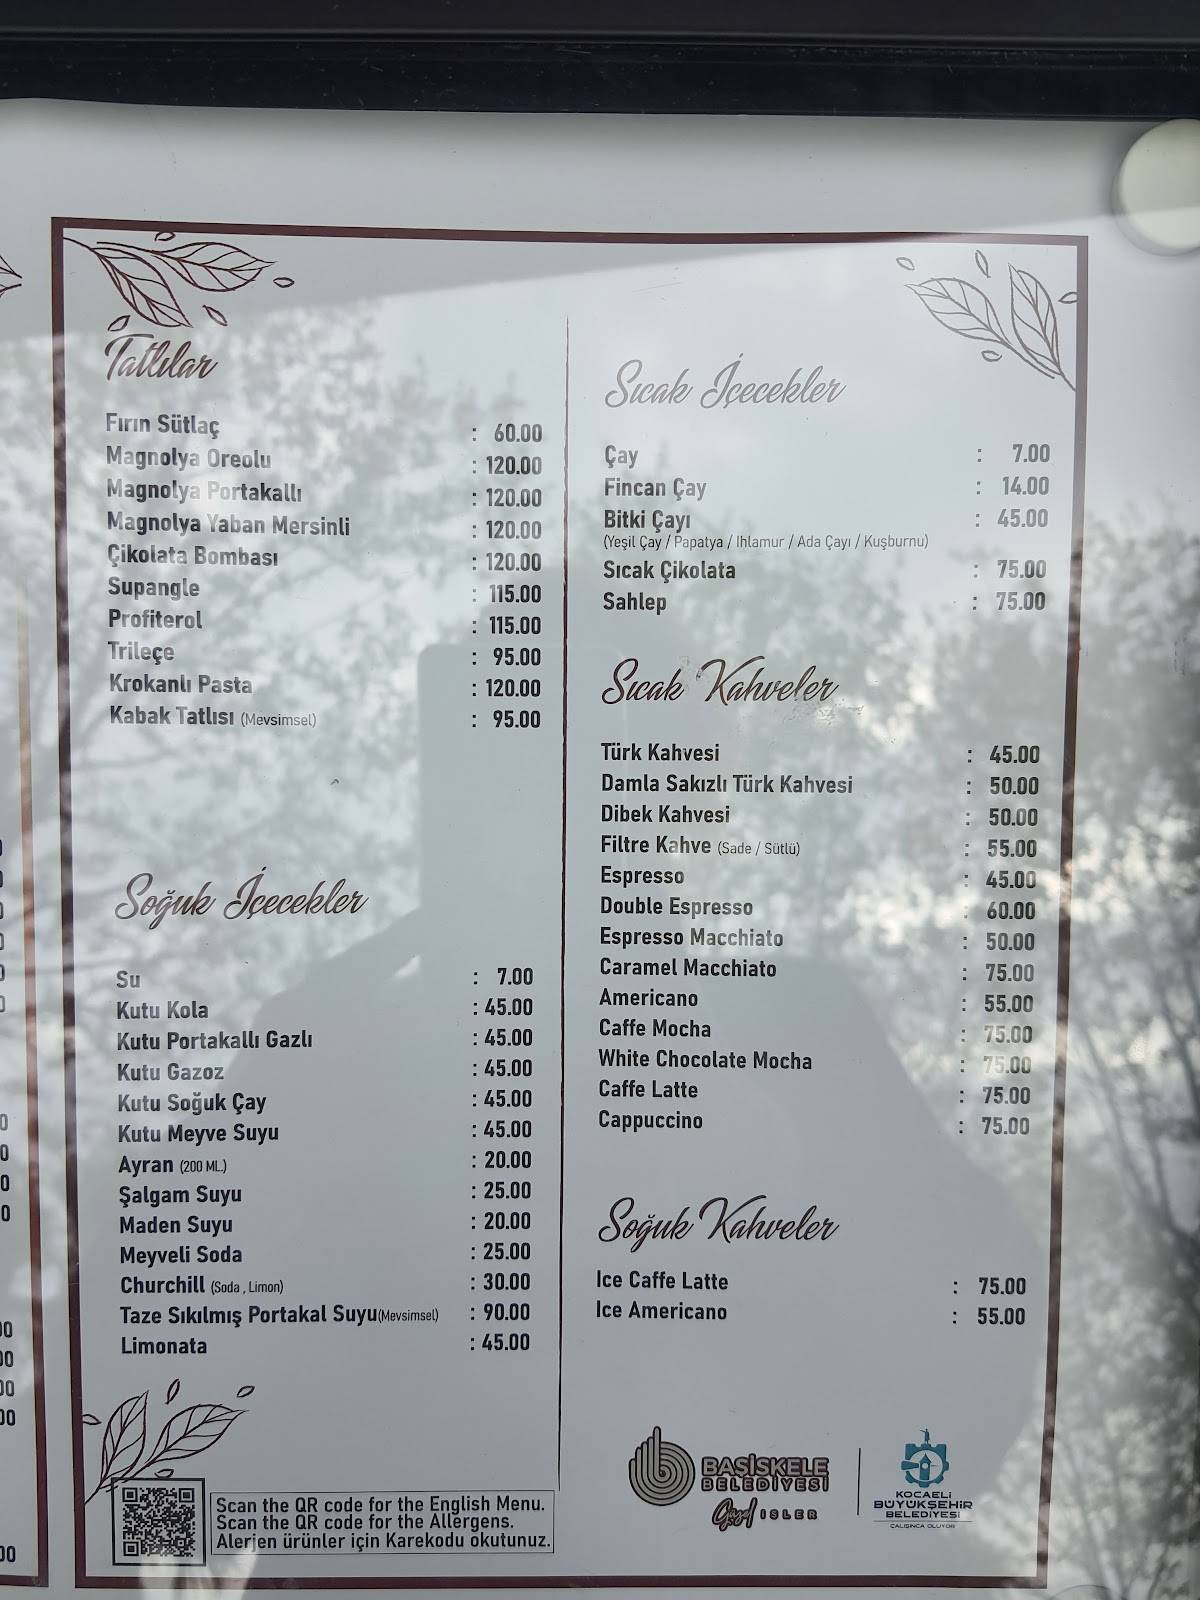 Tatlılar
Fırın Sütlaç : 60.00
Magnolya Oreolu : 120.00
Magnolya Portakallı : 120.00
Magnolya Yaban Mersinli : 120.00
Çikolata Bombası : 120.00
Supangle : 115.00
Profiterol : 115.00
Trileçe : 95.00
Krokanlı Pasta : 120.00
Kabak Tatlısı (Mevsimsel) : 95.00
Soğuk İçecekler
Su : 7.00
Kutu Kola : 45.00
Kutu Portakallı Gazlı : 45.00
Kutu Gazoz : 45.00
Kutu Soğuk Çay : 45.00
Kutu Meyve Suyu : 45.00
Ayran (200 ML.) : 20.00
Şalgam Suyu : 25.00
Maden Suyu : 20.00
Meyveli Soda : 25.00
Churchill (Soda , Limon) : 30.00
Taze Sıkılmış Portakal Suyu(Mevsimsel) : 90.00
Limonata : 45.00
Scan the QR code for the English Menu.
Scan the QR code for the Allergens.
Alerjen ürünler için Karekodu okutunuz.
Sıcak İçecekler
Çay : 7.00
Fincan Çay : 14.00
Bitki Çayı : 45.00
(Yeşil Çay / Papatya / Ihlamur / Ada Çayı / Kuşburnu)
Sıcak Çikolata : 75.00
Sahlep : 75.00
Sıcak Kahveler
Türk Kahvesi : 45.00
Damla Sakızlı Türk Kahvesi : 50.00
Dibek Kahvesi : 50.00
Filtre Kahve (Sade / Sütlü) : 55.00
Espresso : 45.00
Double Espresso : 60.00
Espresso Macchiato : 50.00
Caramel Macchiato : 75.00
Americano : 55.00
Caffe Mocha : 75.00
White Chocolate Mocha : 75.00
Caffe Latte : 75.00
Cappuccino : 75.00
Soğuk Kahveler
Ice Caffe Latte : 75.00
Ice Americano : 55.00
BAŞİSKELE
BELEDİYESİ
Güzel İŞLER
KOCAELİ
BÜYÜKŞEHİR
BELEDİYESİ
ÇALIŞINCA OLUYOR